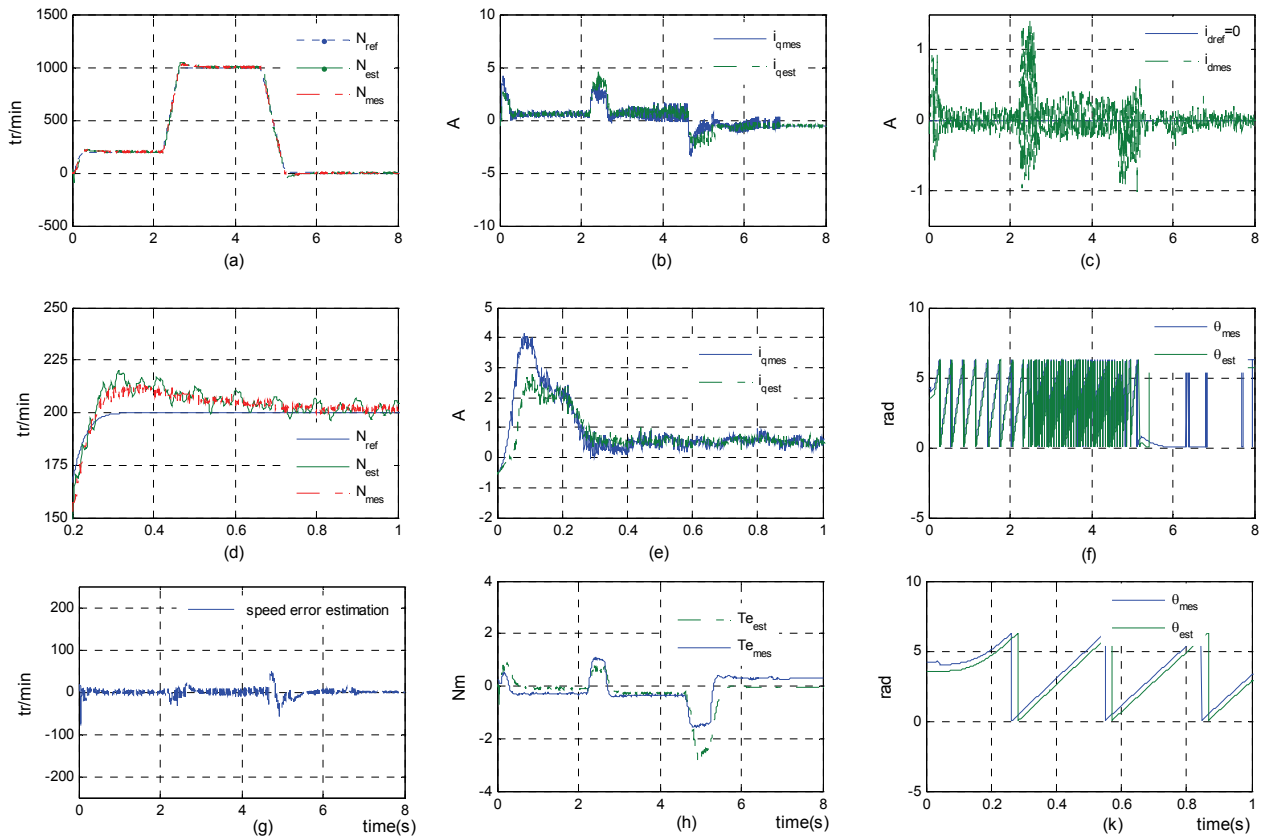 1500
1000
500
0
-500
tr/min
N_ref
N_est
N_mes
0 2 4 6 8
(a)
10
5
0
-5
-10
A
i_qmes
i_qest
0 2 4 6 8
(b)
1
0
-1
A
i_dref=0
i_dmes
0 2 4 6 8
(c)
250
225
200
175
150
tr/min
N_ref
N_est
N_mes
0.2 0.4 0.6 0.8 1
(d)
5
4
3
2
1
0
-1
-2
A
i_qmes
i_qest
0 0.2 0.4 0.6 0.8 1
(e)
10
5
0
-5
rad
θ_mes
θ_est
0 2 4 6 8
(f)
200
100
0
-100
-200
tr/min
speed error estimation
0 2 4 6 8
(g) time(s)
4
2
0
-2
-4
Nm
Te_est
Te_mes
0 2 4 6 8
(h) time(s)
10
5
0
-5
rad
θ_mes
θ_est
0 0.2 0.4 0.6 0.8 1
(k) time(s)